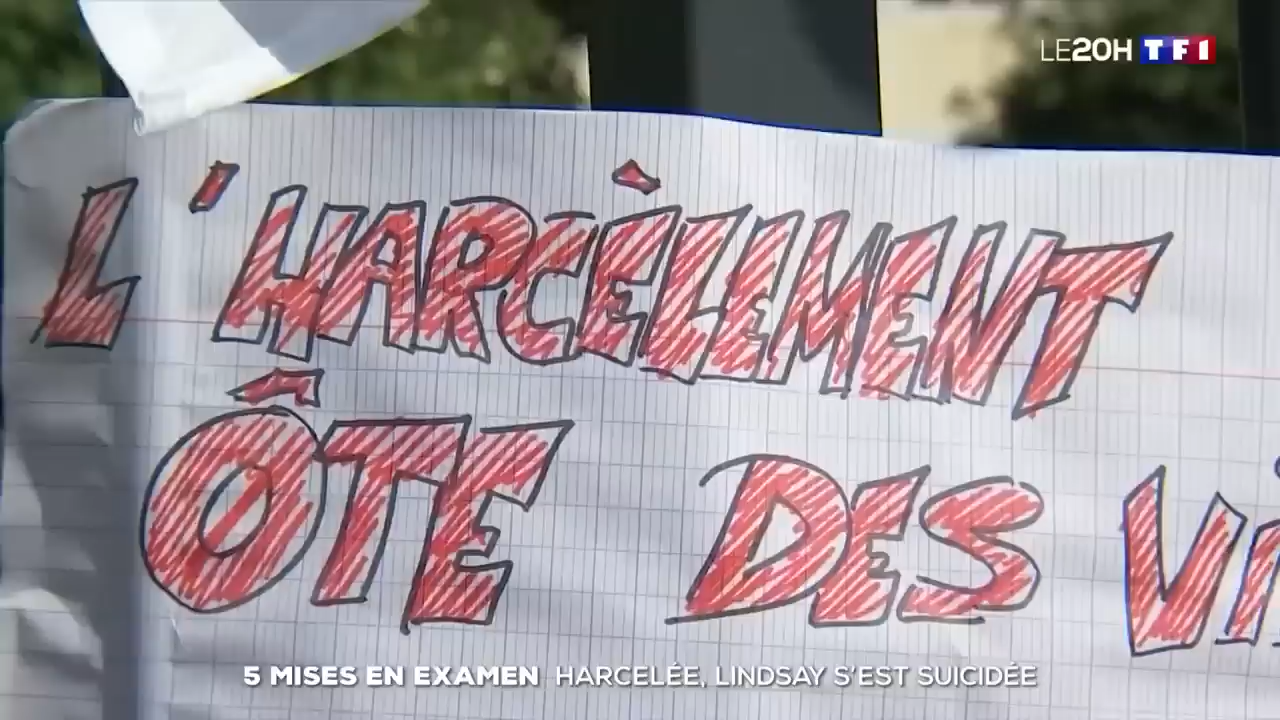 LE20H TF1
L'HARCÈLEMENT
ÔTE DES
5 MISES EN EXAMEN HARCELÉE, LINDSAY S'EST SUICIDÉE